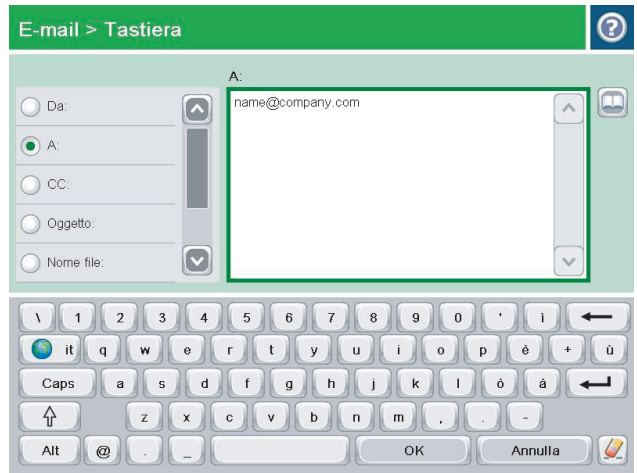 E-mail > Tastiera
?
A:
Da:
name@company.com
A:
CC:
Oggetto:
Nome file:
\ 1 2 3 4 5 6 7 8 9 0 ' ì
it q w e r t y u i o p è + ù
Caps a s d f g h j k l ò à
z x c v b n m , . -
Alt @ . _ OK Annulla